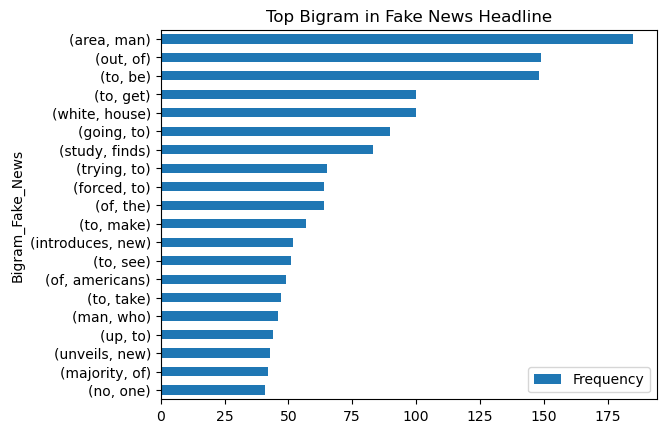 Top Bigram in Fake News Headline
Bigram_Fake_News
(area, man)
(out, of)
(to, be)
(to, get)
(white, house)
(going, to)
(study, finds)
(trying, to)
(forced, to)
(of, the)
(to, make)
(introduces, new)
(to, see)
(of, americans)
(to, take)
(man, who)
(up, to)
(unveils, new)
(majority, of)
(no, one)
Frequency
0 25 50 75 100 125 150 175